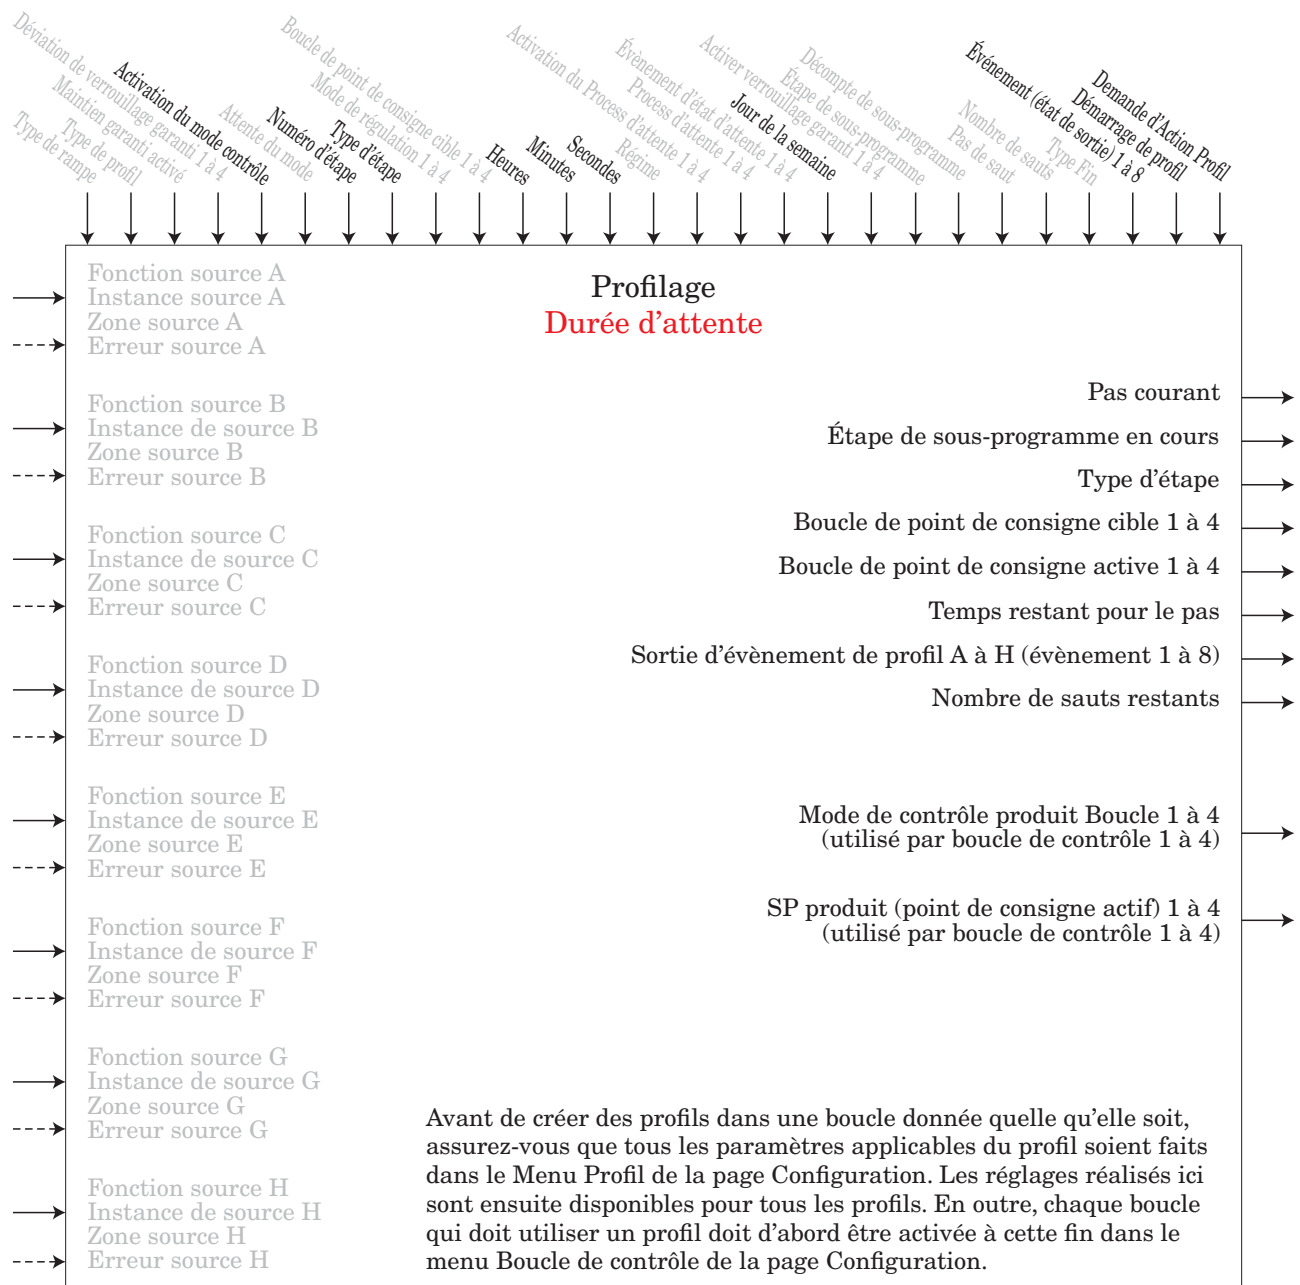 Type de rampe
Type de profil
Maintien garanti activé
Déviation de verrouillage garanti 1 à 4
Activation du mode contrôle
Attente du mode
Numéro d'étape
Type d'étape
Mode de régulation 1 à 4
Boucle de point de consigne cible 1 à 4
Heures
Minutes
Secondes
Régime
Activation du Process d'attente 1 à 4
Process d'attente 1 à 4
Évènement d'état d'attente 1 à 4
Jour de la semaine
Activer verrouillage garanti 1 à 4
Étape de sous-programme
Décompte de sous-programme
Pas de saut
Nombre de sauts
Type Fin
Événement (état de sortie) 1 à 8
Démarrage de profil
Demande d'Action Profil
Profilage
Durée d'attente
Fonction source A
Instance source A
Zone source A
Erreur source A
Fonction source B
Instance de source B
Zone source B
Erreur source B
Fonction source C
Instance de source C
Zone source C
Erreur source C
Fonction source D
Instance de source D
Zone source D
Erreur source D
Fonction source E
Instance de source E
Zone source E
Erreur source E
Fonction source F
Instance de source F
Zone source F
Erreur source F
Fonction source G
Instance de source G
Zone source G
Erreur source G
Fonction source H
Instance de source H
Zone source H
Erreur source H
Pas courant
Étape de sous-programme en cours
Type d'étape
Boucle de point de consigne cible 1 à 4
Boucle de point de consigne active 1 à 4
Temps restant pour le pas
Sortie d'évènement de profil A à H (évènement 1 à 8)
Nombre de sauts restants
Mode de contrôle produit Boucle 1 à 4
(utilisé par boucle de contrôle 1 à 4)
SP produit (point de consigne actif) 1 à 4
(utilisé par boucle de contrôle 1 à 4)
Avant de créer des profils dans une boucle donnée quelle qu'elle soit,
assurez-vous que tous les paramètres applicables du profil soient faits
dans le Menu Profil de la page Configuration. Les réglages réalisés ici
sont ensuite disponibles pour tous les profils. En outre, chaque boucle
qui doit utiliser un profil doit d'abord être activée à cette fin dans le
menu Boucle de contrôle de la page Configuration.